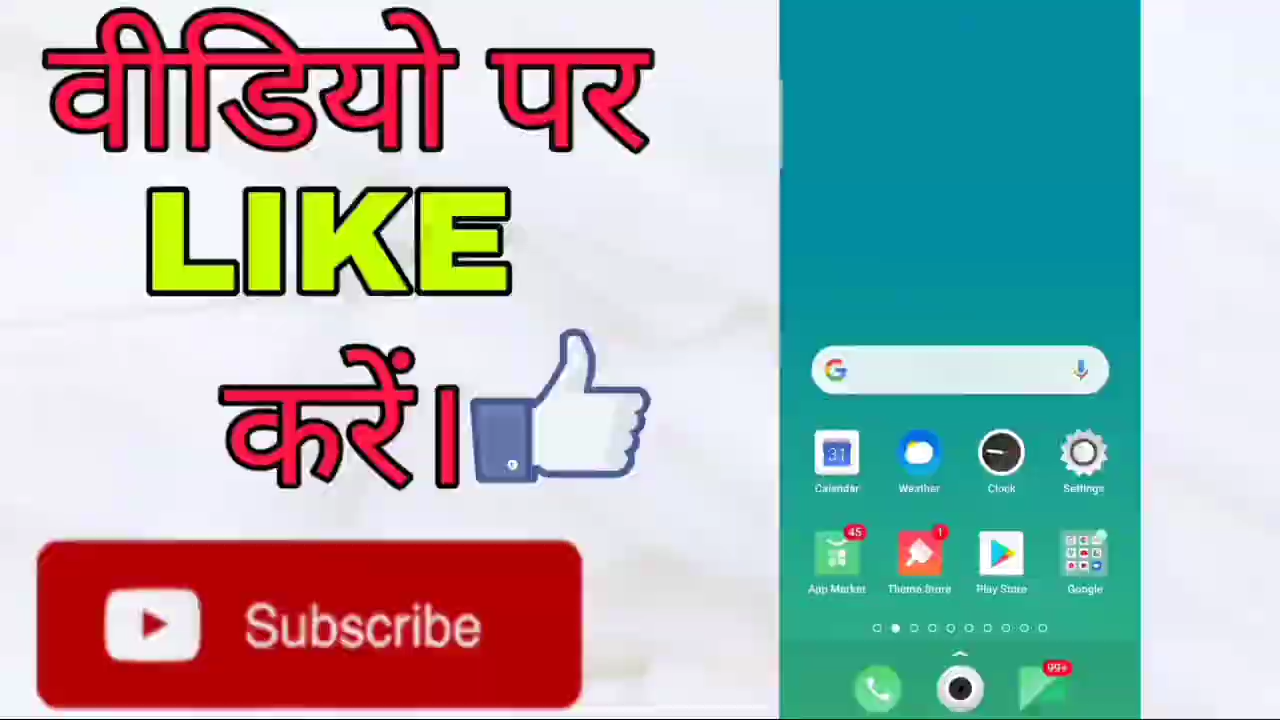 वीडियो पर
LIKE
करें।
Subscribe
31
Calendar Weather Clock Settings
45 1
App Market Theme Store Play Store Google
99+